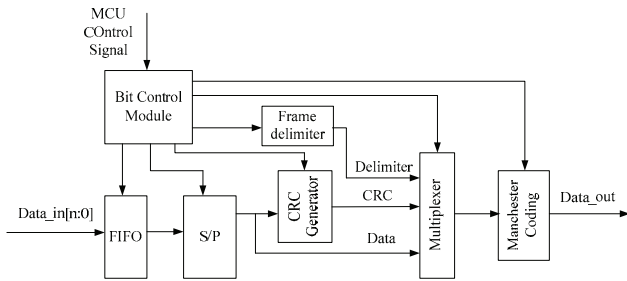 MCU
COntrol
Signal
Bit Control
Module
Frame
delimiter
Delimiter
CRC
Data
Data_in[n:0]
FIFO
S/P
CRC
Generator
Multiplexer
Manchester
Coding
Data_out